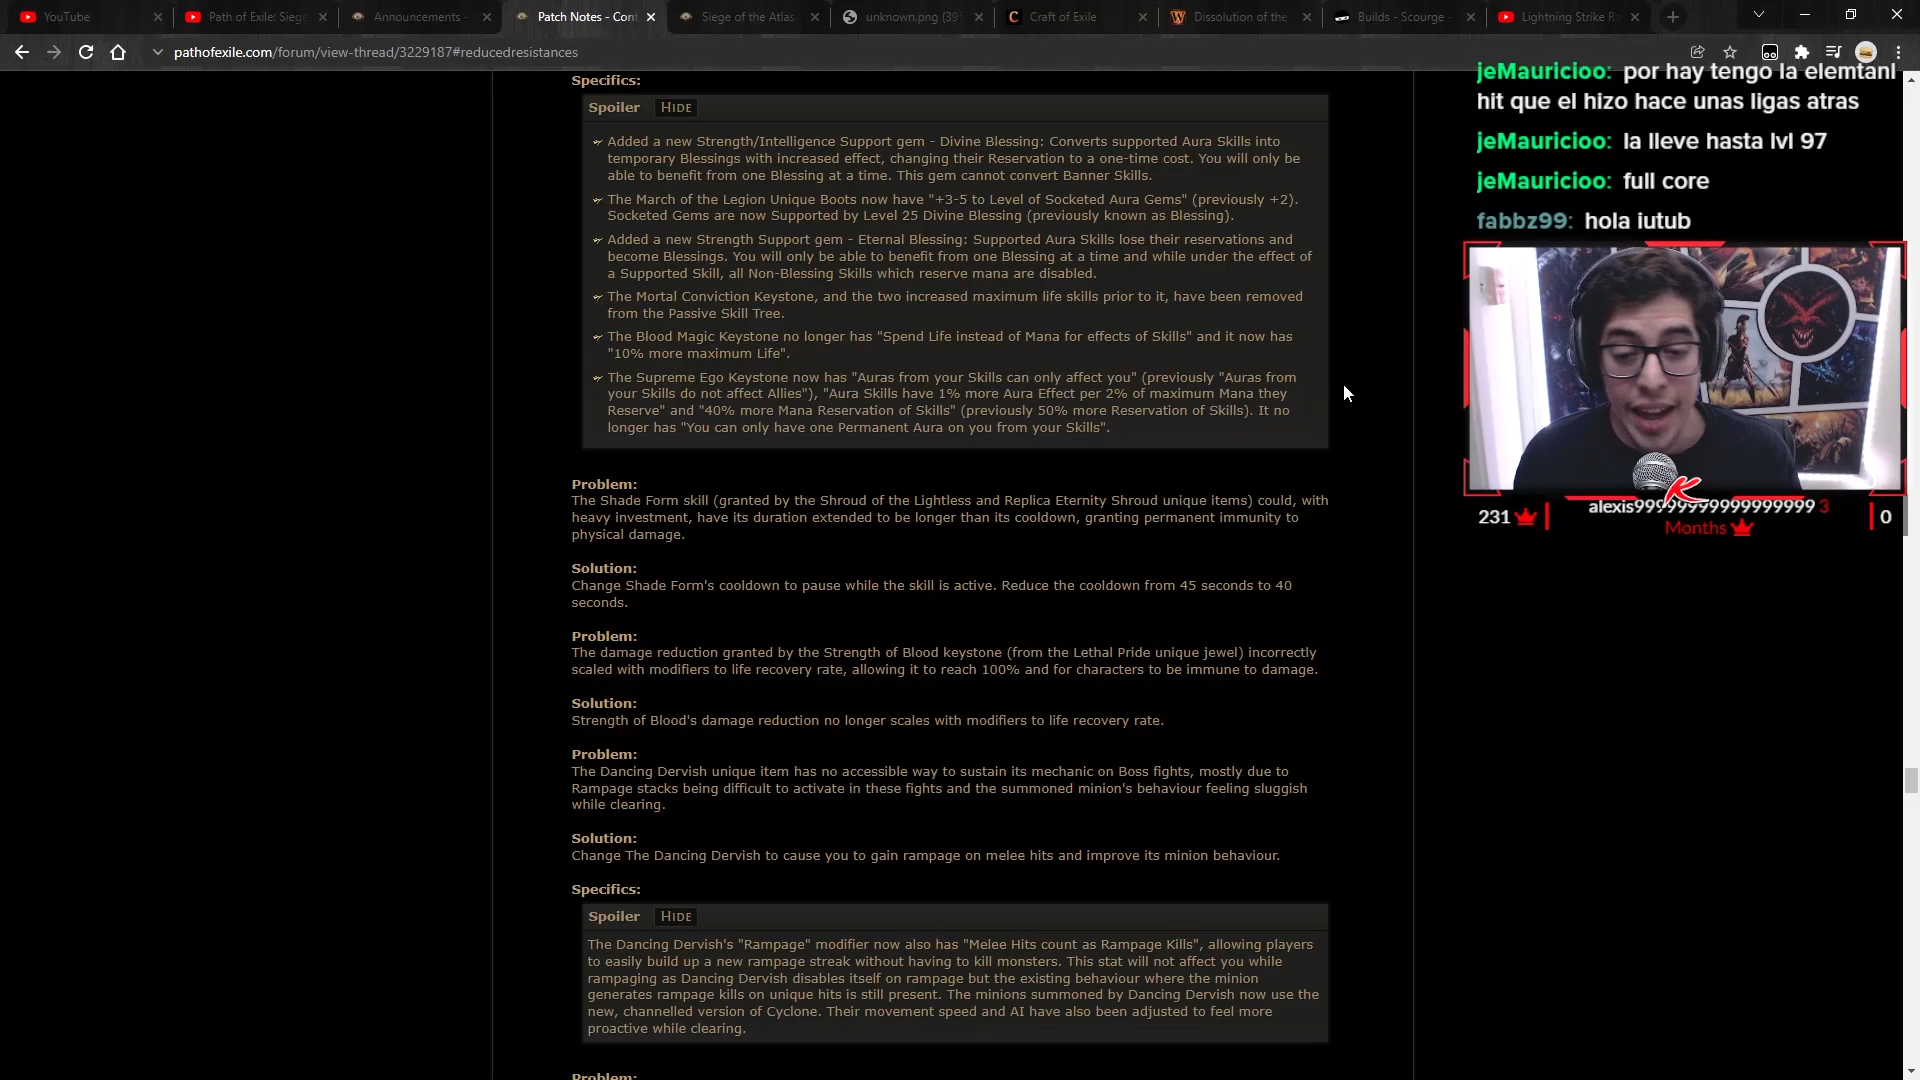 YouTube
Path of Exile: Siege
Announcements -
Patch Notes - Cont
Siege of the Atlas
unknown.png (395
Craft of Exile
Dissolution of the
Builds - Scourge -
Lightning Strike Ra
pathofexile.com/forum/view-thread/3229187#reducedresistances
Specifics:
Spoiler HIDE
Added a new Strength/Intelligence Support gem - Divine Blessing: Converts supported Aura Skills into
temporary Blessings with increased effect, changing their Reservation to a one-time cost. You will only be
able to benefit from one Blessing at a time. This gem cannot convert Banner Skills.
The March of the Legion Unique Boots now have "+3-5 to Level of Socketed Aura Gems" (previously +2).
Socketed Gems are now Supported by Level 25 Divine Blessing (previously known as Blessing).
Added a new Strength Support gem - Eternal Blessing: Supported Aura Skills lose their reservations and
become Blessings. You will only be able to benefit from one Blessing at a time and while under the effect of
a Supported Skill, all Non-Blessing Skills which reserve mana are disabled.
The Mortal Conviction Keystone, and the two increased maximum life skills prior to it, have been removed
from the Passive Skill Tree.
The Blood Magic Keystone no longer has "Spend Life instead of Mana for effects of Skills" and it now has
"10% more maximum Life".
The Supreme Ego Keystone now has "Auras from your Skills can only affect you" (previously "Auras from
your Skills do not affect Allies"), "Aura Skills have 1% more Aura Effect per 2% of maximum Mana they
Reserve" and "40% more Mana Reservation of Skills" (previously 50% more Reservation of Skills). It no
longer has "You can only have one Permanent Aura on you from your Skills".
Problem:
The Shade Form skill (granted by the Shroud of the Lightless and Replica Eternity Shroud unique items) could, with
heavy investment, have its duration extended to be longer than its cooldown, granting permanent immunity to
physical damage.
Solution:
Change Shade Form's cooldown to pause while the skill is active. Reduce the cooldown from 45 seconds to 40
seconds.
Problem:
The damage reduction granted by the Strength of Blood keystone (from the Lethal Pride unique jewel) incorrectly
scaled with modifiers to life recovery rate, allowing it to reach 100% and for characters to be immune to damage.
Solution:
Strength of Blood's damage reduction no longer scales with modifiers to life recovery rate.
Problem:
The Dancing Dervish unique item has no accessible way to sustain its mechanic on Boss fights, mostly due to
Rampage stacks being difficult to activate in these fights and the summoned minion's behaviour feeling sluggish
while clearing.
Solution:
Change The Dancing Dervish to cause you to gain rampage on melee hits and improve its minion behaviour.
Specifics:
Spoiler HIDE
The Dancing Dervish's "Rampage" modifier now also has "Melee Hits count as Rampage Kills", allowing players
to easily build up a new rampage streak without having to kill monsters. This stat will not affect you while
rampaging as Dancing Dervish disables itself on rampage but the existing behaviour where the minion
generates rampage kills on unique hits is still present. The minions summoned by Dancing Dervish now use the
new, channelled version of Cyclone. Their movement speed and AI have also been adjusted to feel more
proactive while clearing.
Problem:
jeMauricioo: por hay tengo la elemtanl
hit que el hizo hace unas ligas atras
jeMauricioo: la lleve hasta lvl 97
jeMauricioo: full core
fabbz99: hola iutub
231
3
Months
0